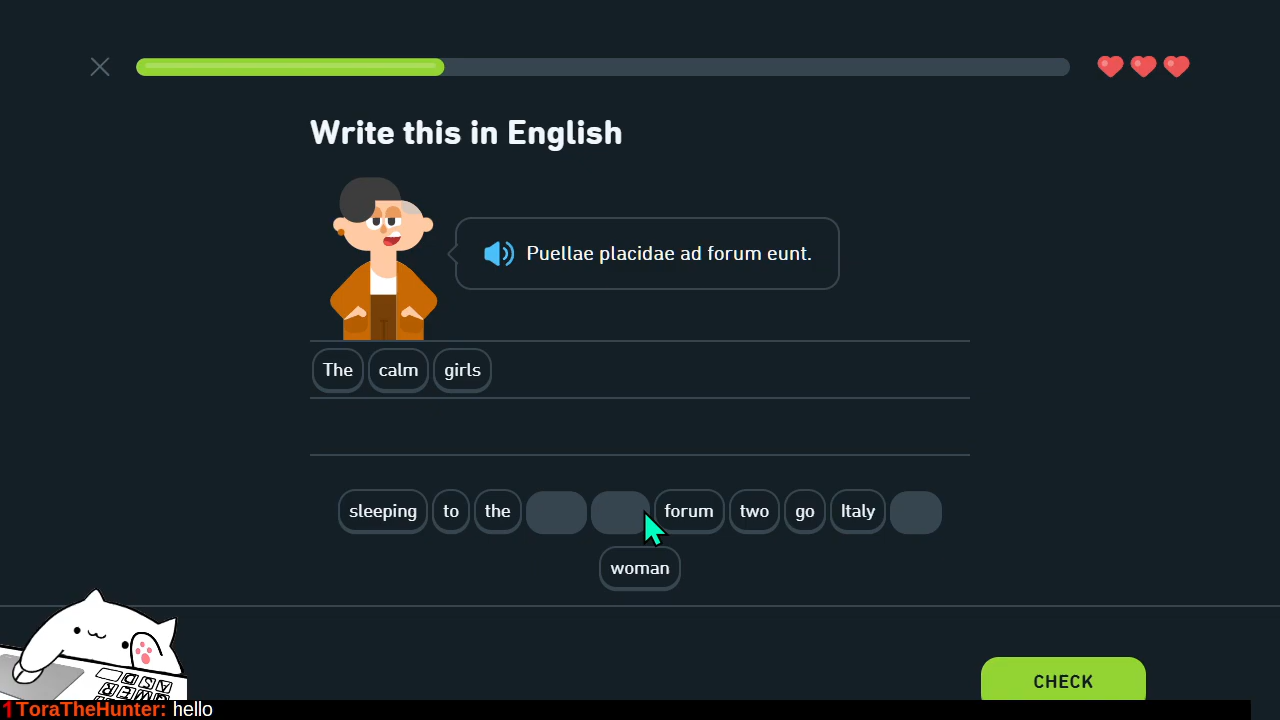 Write this in English
Puellae placidae ad forum eunt.
The calm girls
sleeping to the forum two go Italy
woman
CHECK
1 ToraTheHunter: hello